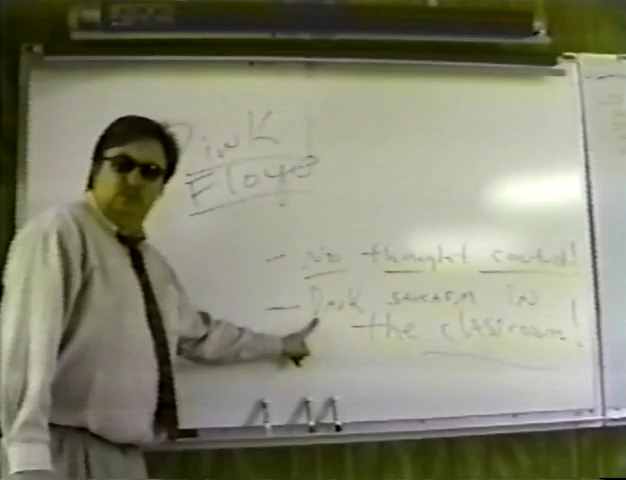 Pink
Floyd
- No thought control!
- Dark sarcasm in
the classroom!